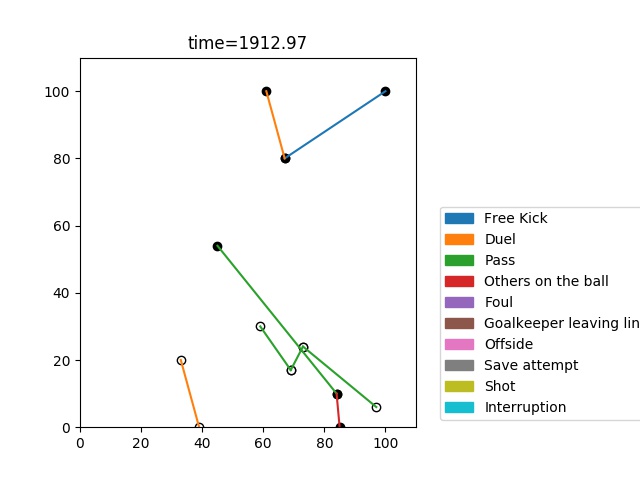 time=1912.97
100
80
60
40
20
0
0
20
40
60
80
100
Free Kick
Duel
Pass
Others on the ball
Foul
Goalkeeper leaving lin
Offside
Save attempt
Shot
Interruption